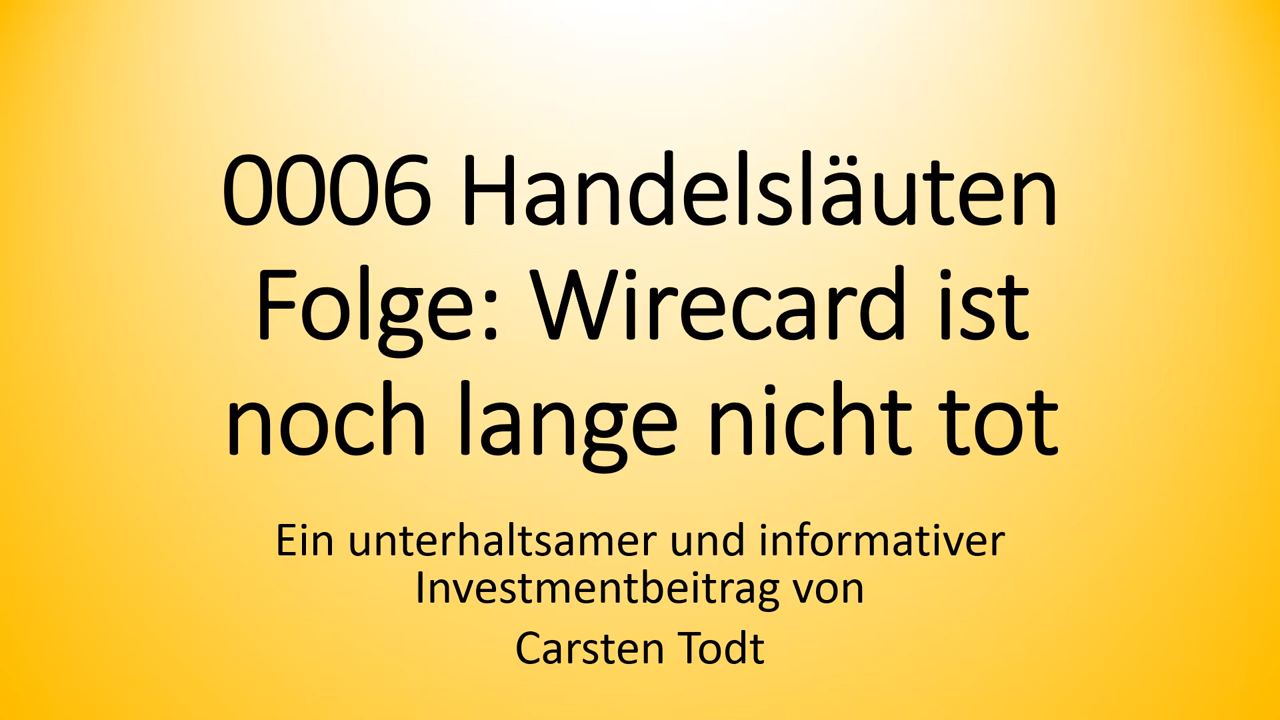 0006 Handelsläuten
Folge: Wirecard ist
noch lange nicht tot
Ein unterhaltsamer und informativer
Investmentbeitrag von
Carsten Todt